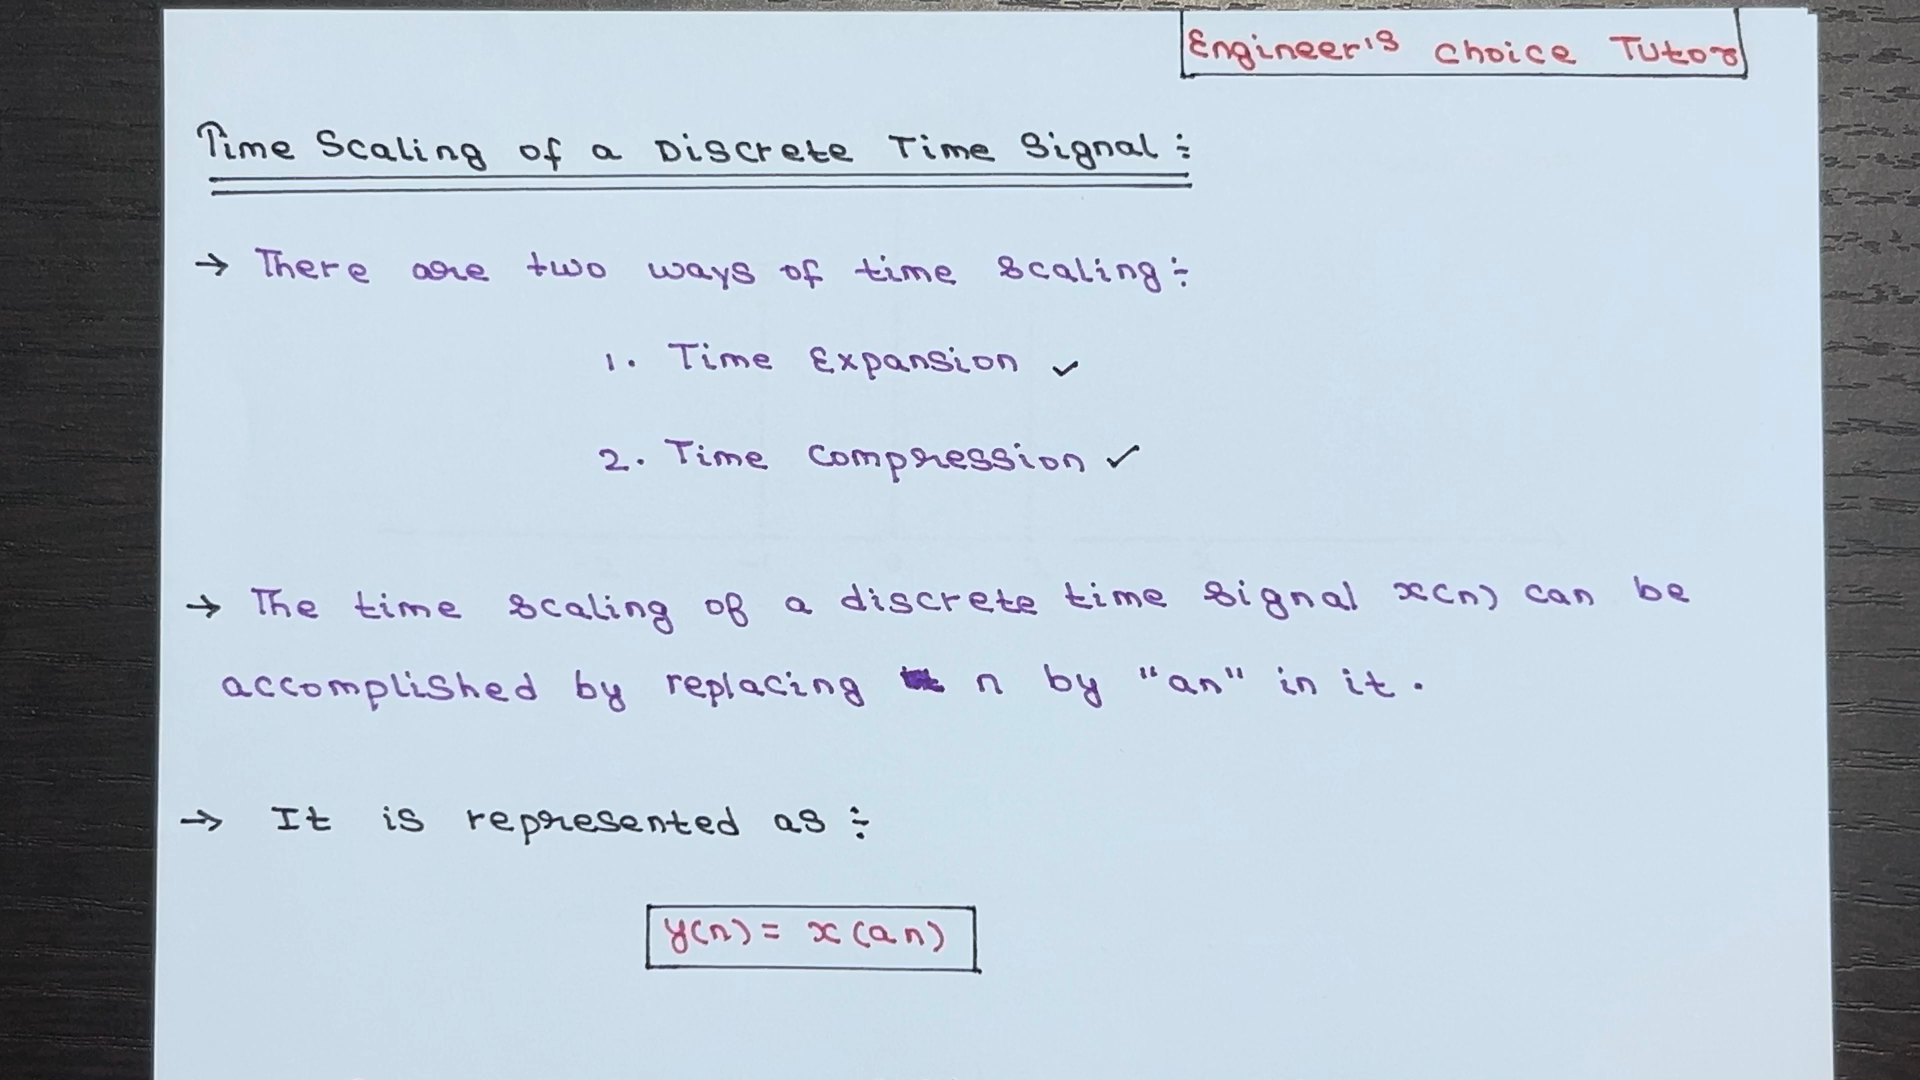 Engineer's Choice Tutor
Time Scaling of a Discrete Time Signal:
→ There are two ways of time scaling:
1. Time Expansion ✓
2. Time Compression ✓
→ The time scaling of a discrete time signal x(n) can be
accomplished by replacing n by "an" in it.
→ It is represented as:
y(n) = x(an)